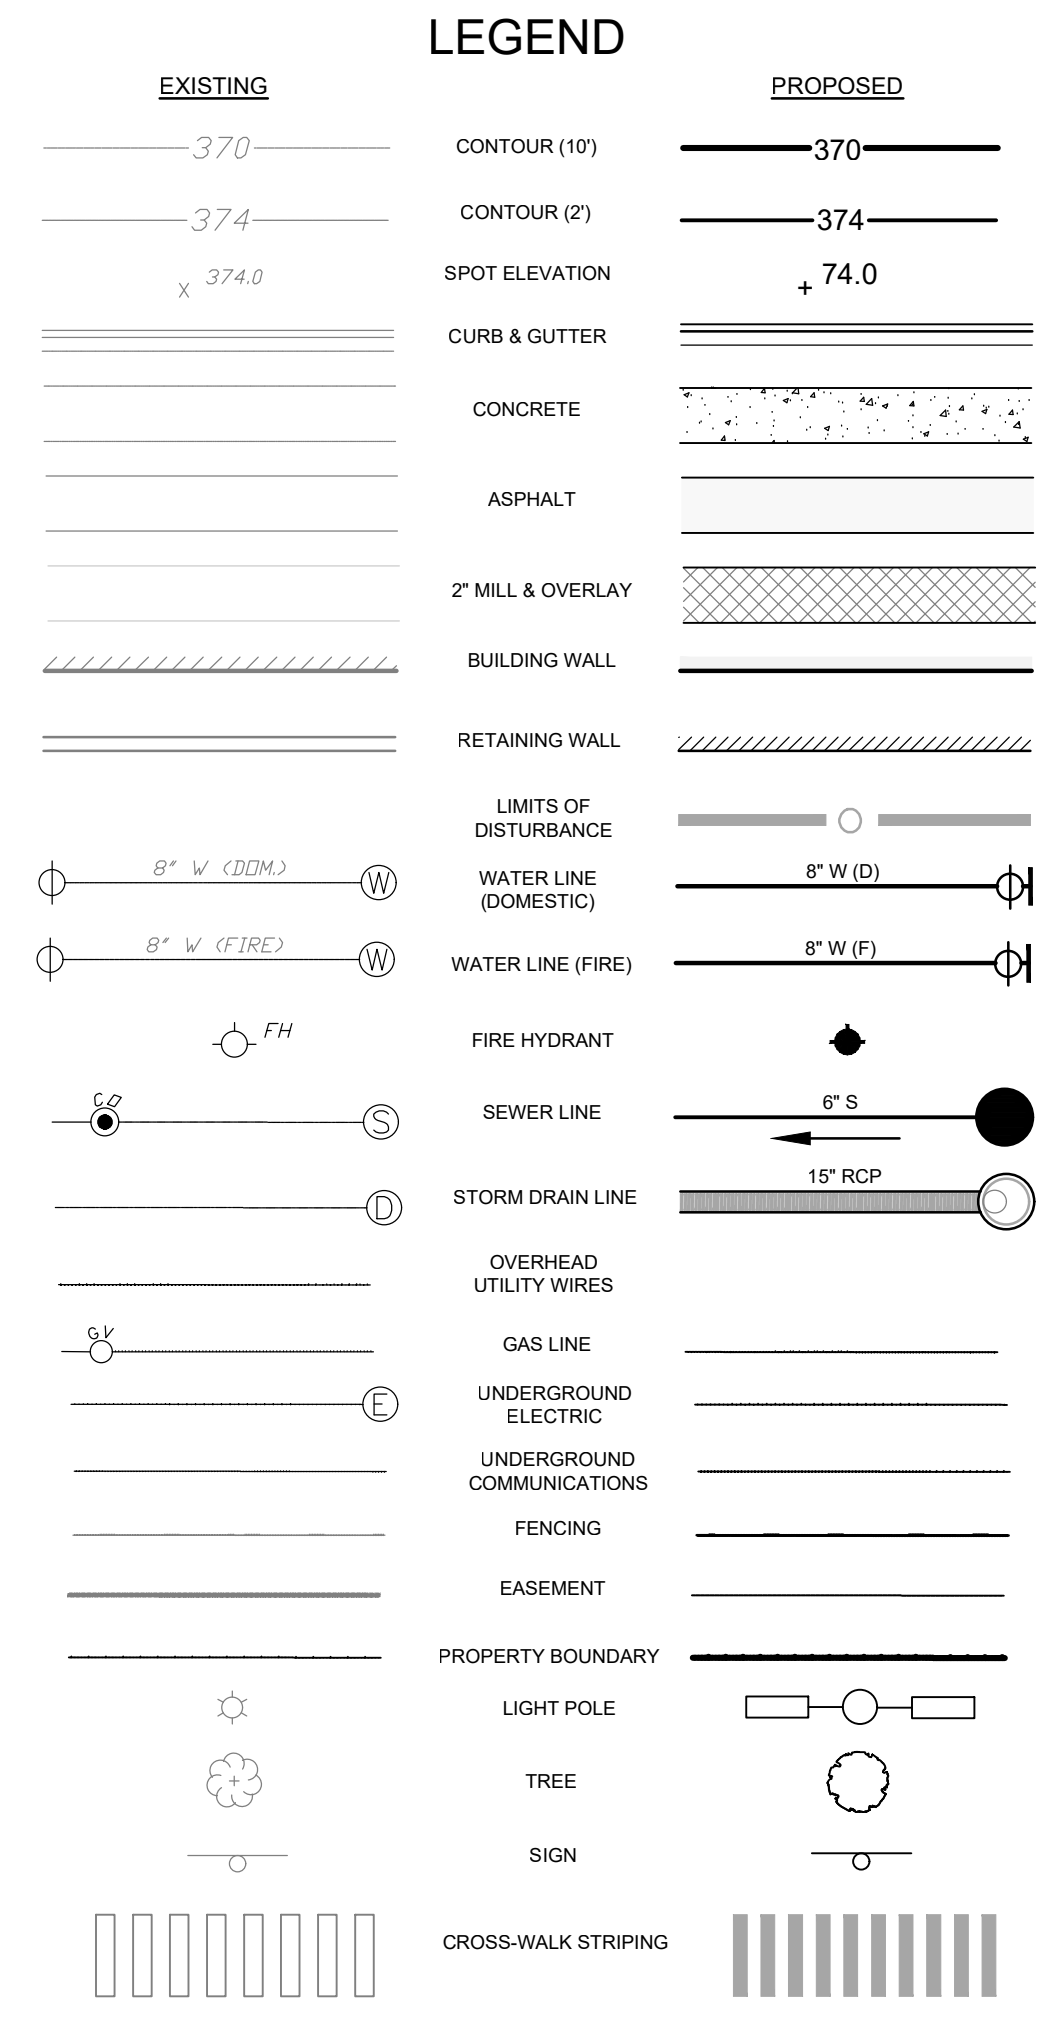 LEGEND
EXISTING PROPOSED
370 CONTOUR (10') 370
374 CONTOUR (2') 374
x 374.0 SPOT ELEVATION + 74.0
CURB & GUTTER
CONCRETE
ASPHALT
2" MILL & OVERLAY
BUILDING WALL
RETAINING WALL
LIMITS OF
DISTURBANCE
8" W (DOM.) W WATER LINE 8" W (D)
(DOMESTIC)
8" W (FIRE) W WATER LINE (FIRE) 8" W (F)
FH FIRE HYDRANT
CO S SEWER LINE 6" S
D STORM DRAIN LINE 15" RCP
OVERHEAD
UTILITY WIRES
GV GAS LINE
E UNDERGROUND
ELECTRIC
UNDERGROUND
COMMUNICATIONS
FENCING
EASEMENT
PROPERTY BOUNDARY
LIGHT POLE
TREE
SIGN
CROSS-WALK STRIPING